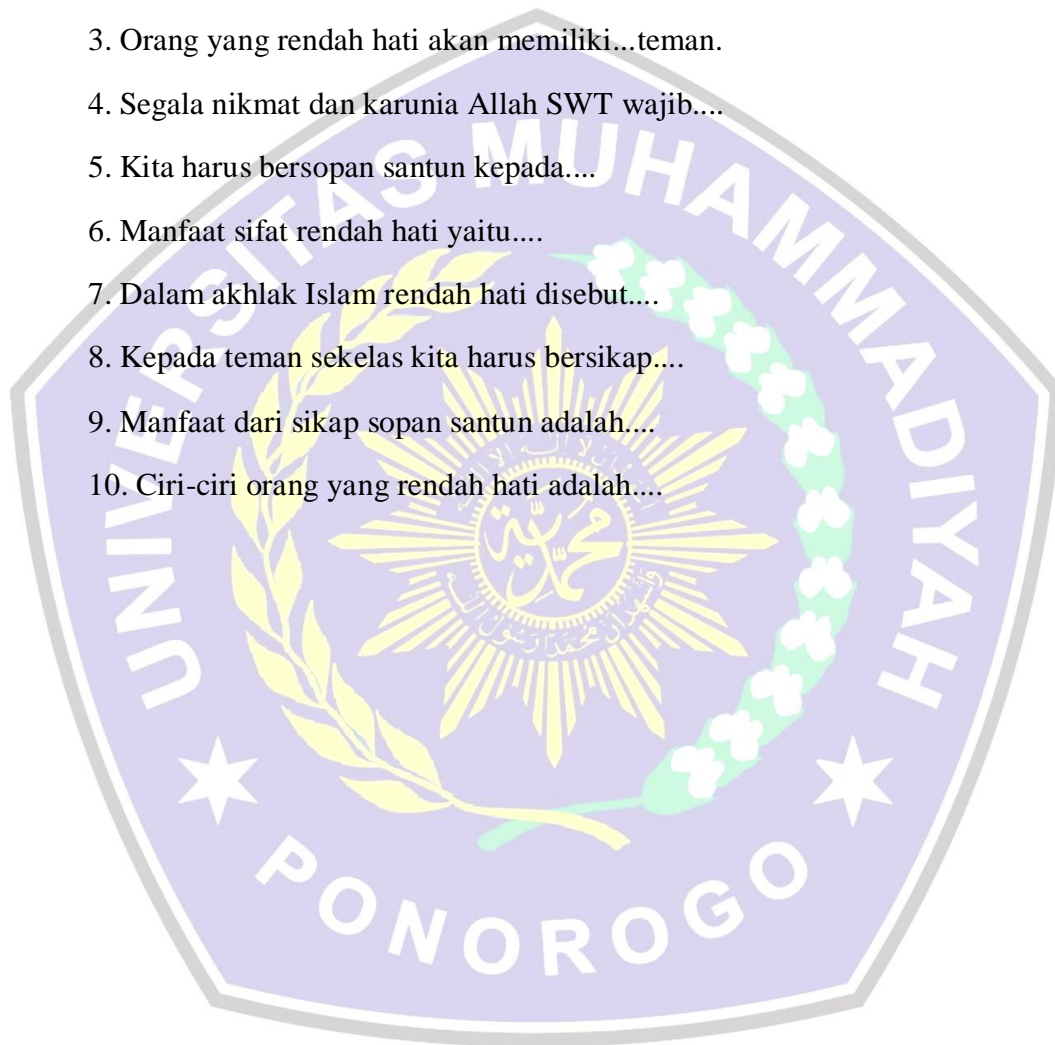 3. Orang yang rendah hati akan memiliki...teman.
4. Segala nikmat dan karunia Allah SWT wajib....
5. Kita harus bersopan santun kepada....
6. Manfaat sifat rendah hati yaitu....
7. Dalam akhlak Islam rendah hati disebut....
8. Kepada teman sekelas kita harus bersikap....
9. Manfaat dari sikap sopan santun adalah....
10. Ciri-ciri orang yang rendah hati adalah....
UNIVERSITAS MUHAMMADIYAH
PONOROGO
محمدية